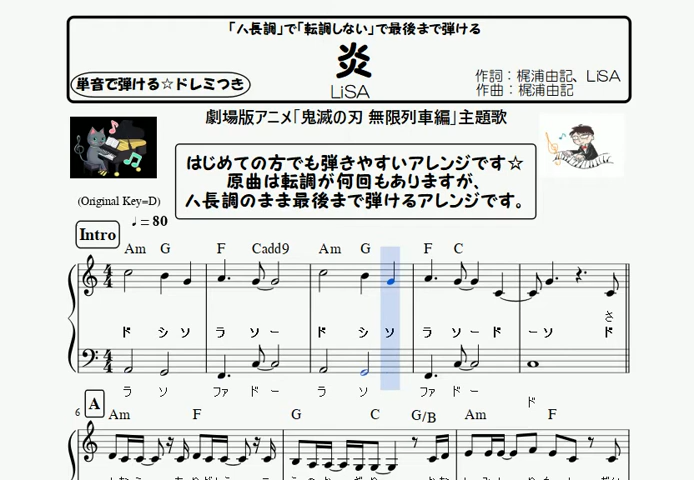 「ハ長調」で「転調しない」で最後まで弾ける
炎
単音で弾ける☆ドレミつき
LiSA
作詞：梶浦由記、LiSA
作曲：梶浦由記
劇場版アニメ「鬼滅の刃 無限列車編」主題歌
はじめての方でも弾きやすいアレンジです☆
原曲は転調が何回もありますが、
ハ長調のまま最後まで弾けるアレンジです。
(Original Key=D)
♩= 80
Intro
Am G F Cadd9 Am G F C
さ
ド シ ソ ラ ソ ー ド シ ソ ラ ソ ー ド ーソ ド
ラ ソ ファ ド ー ラ ソ ファ ド ー ド
6 A
Am F G C G/B Am F